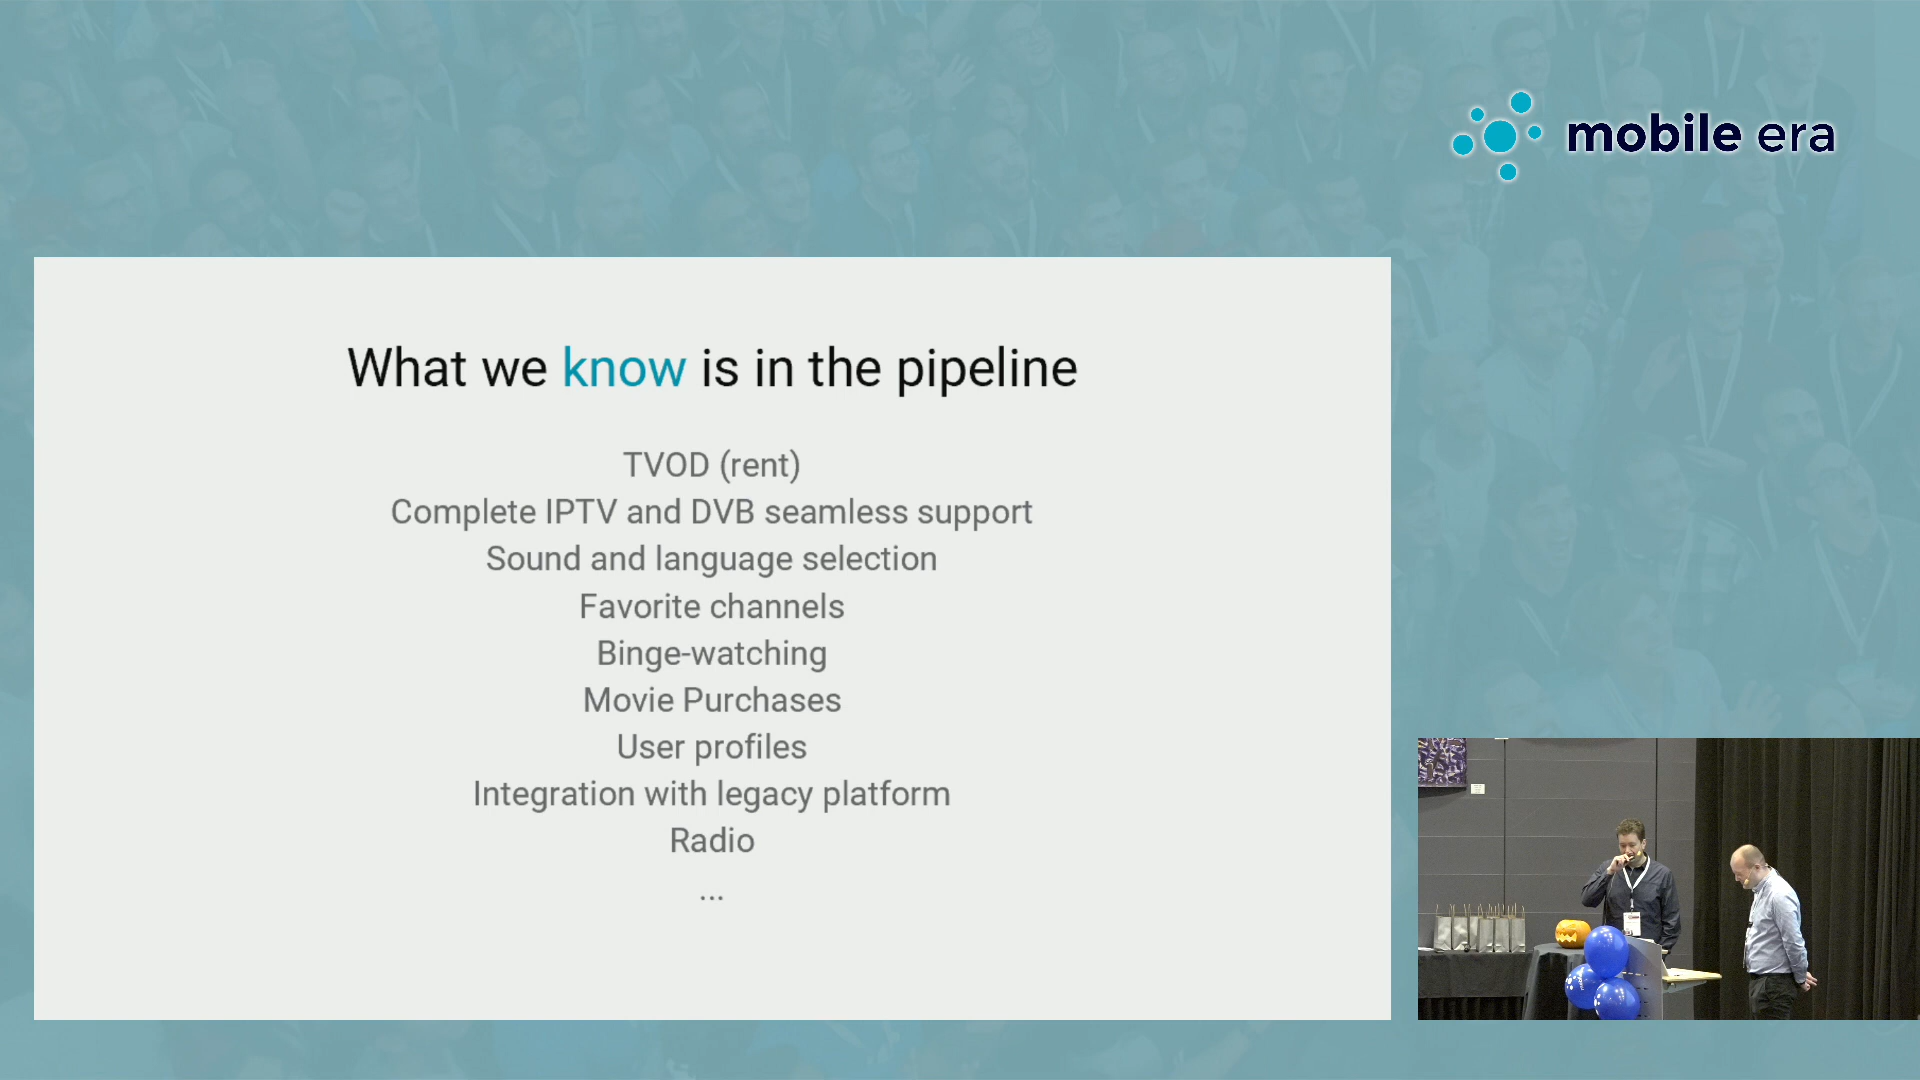 mobile era
What we know is in the pipeline
TVOD (rent)
Complete IPTV and DVB seamless support
Sound and language selection
Favorite channels
Binge-watching
Movie Purchases
User profiles
Integration with legacy platform
Radio
...